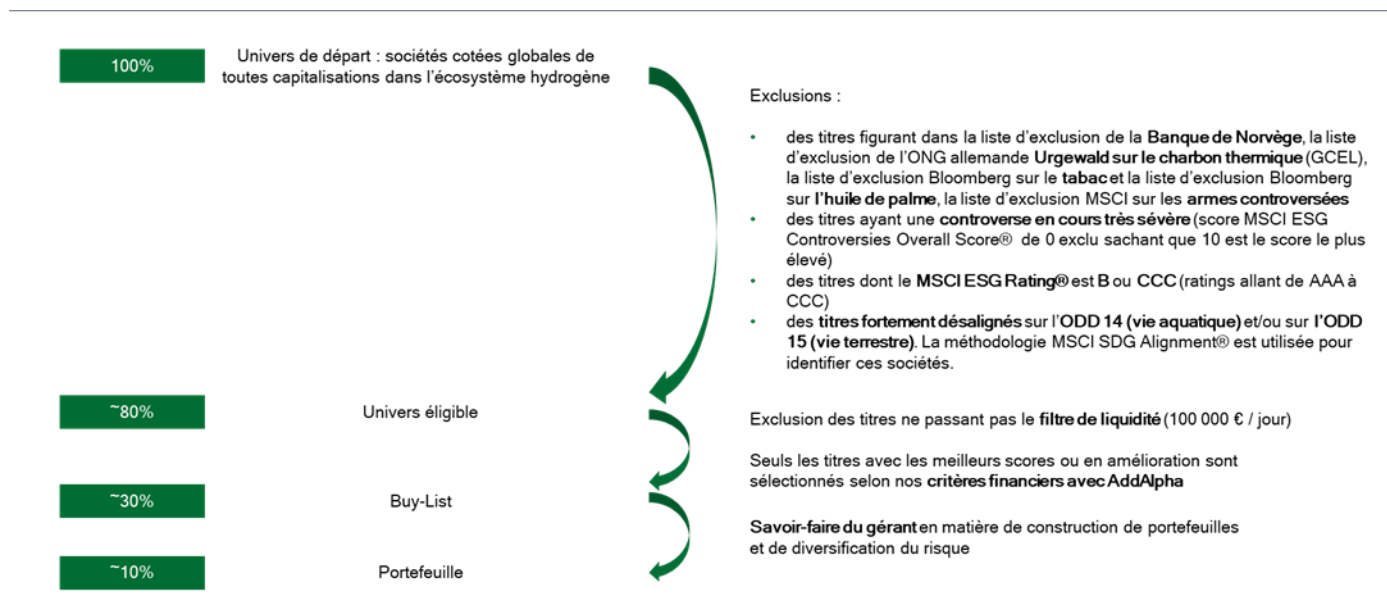 100%
Univers de départ : sociétés cotées globales de
toutes capitalisations dans l'écosystème hydrogène
Exclusions :
• des titres figurant dans la liste d'exclusion de la Banque de Norvège, la liste
d'exclusion de l'ONG allemande Urgewald sur le charbon thermique (GCEL),
la liste d'exclusion Bloomberg sur le tabac et la liste d'exclusion Bloomberg
sur l'huile de palme, la liste d'exclusion MSCI sur les armes controversées
• des titres ayant une controverse en cours très sévère (score MSCI ESG
Controversies Overall Score® de 0 exclu sachant que 10 est le score le plus
élevé)
• des titres dont le MSCI ESG Rating® est B ou CCC (ratings allant de AAA à
CCC)
• des titres fortement désalignés sur l'ODD 14 (vie aquatique) et/ou sur l'ODD
15 (vie terrestre). La méthodologie MSCI SDG Alignment® est utilisée pour
identifier ces sociétés.
~80%
Univers éligible
Exclusion des titres ne passant pas le filtre de liquidité (100 000 € / jour)
Seuls les titres avec les meilleurs scores ou en amélioration sont
sélectionnés selon nos critères financiers avec AddAlpha
~30%
Buy-List
Savoir-faire du gérant en matière de construction de portefeuilles
et de diversification du risque
~10%
Portefeuille